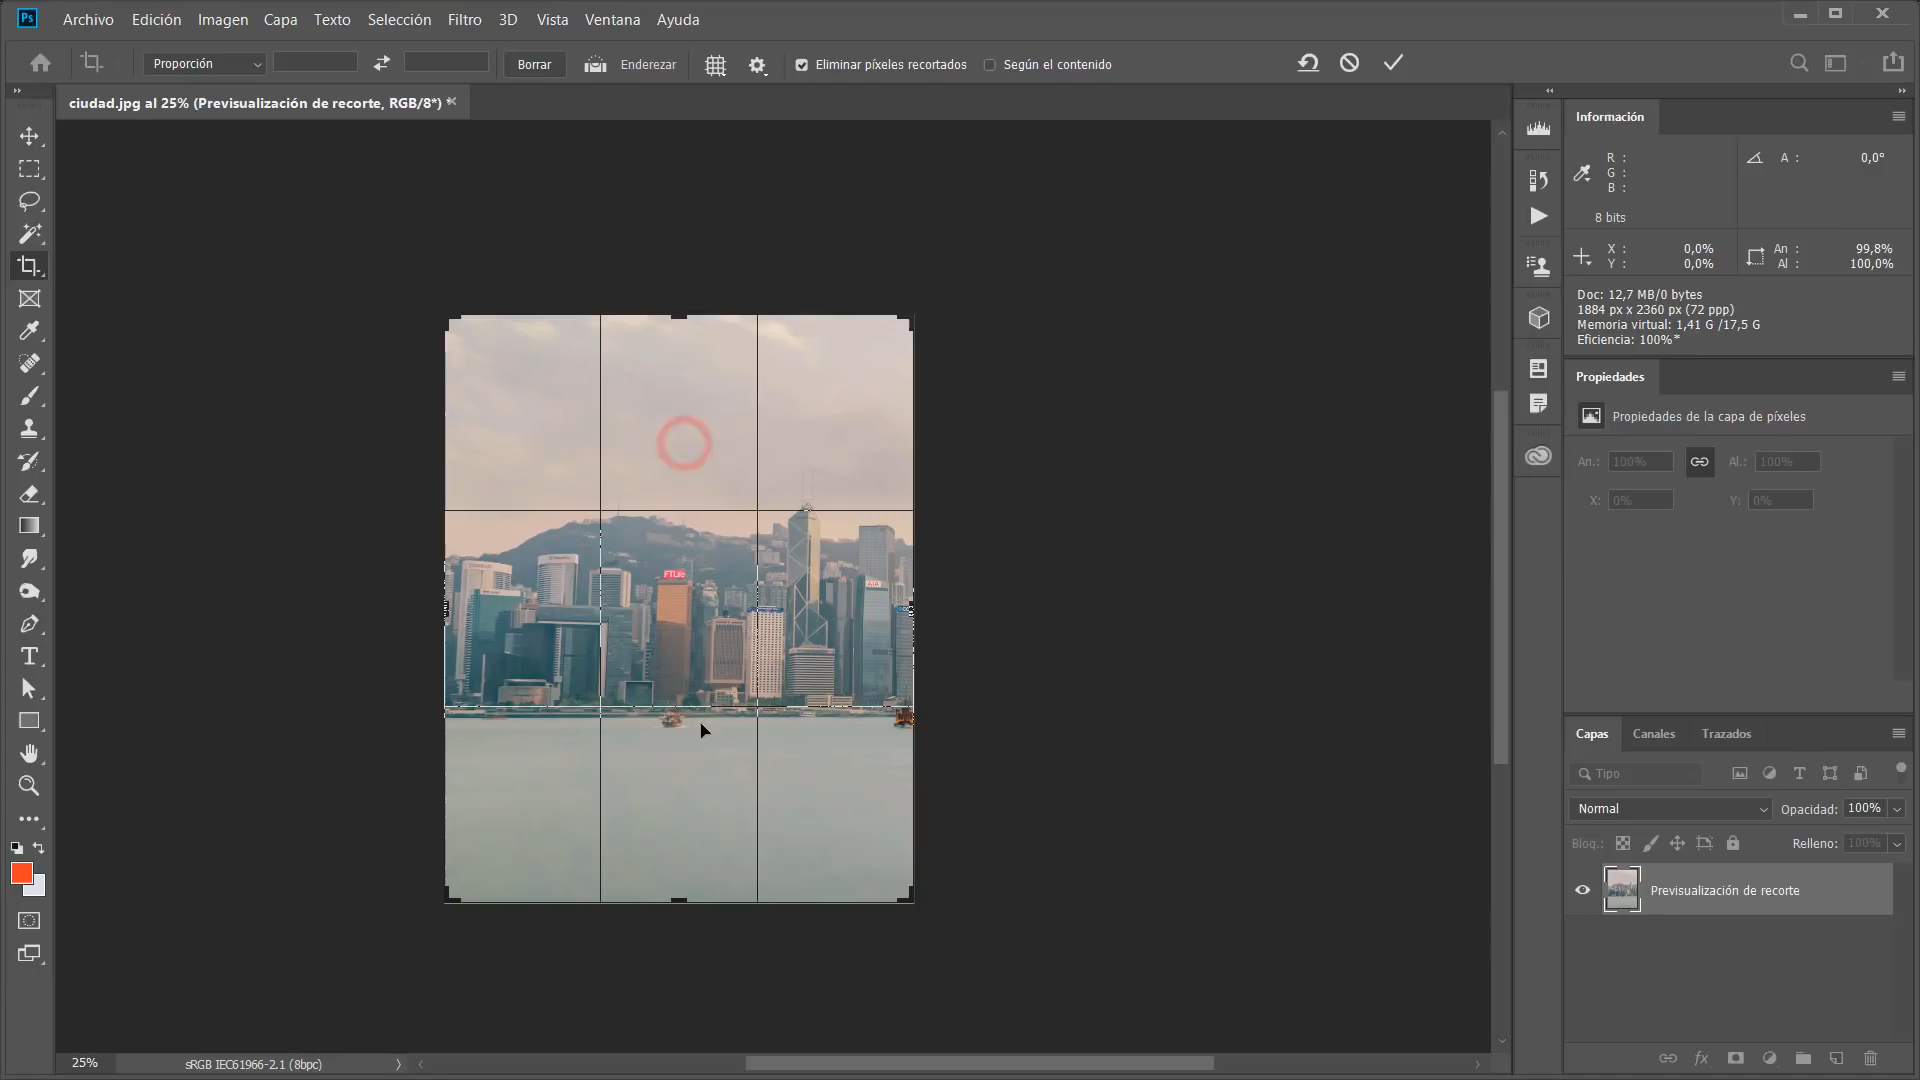 Ps
Archivo Edición Imagen Capa Texto Selección Filtro 3D Vista Ventana Ayuda
Proporción Borrar Enderezar Eliminar píxeles recortados Según el contenido
ciudad.jpg al 25% (Previsualización de recorte, RGB/8*) *
Información
R :
G :
B :
A : 0,0°
8 bits
X : 0,0%
Y : 0,0%
An : 99,8%
Al : 100,0%
Doc: 12,7 MB/0 bytes
1884 px x 2360 px (72 ppp)
Memoria virtual: 1,41 G /17,5 G
Eficiencia: 100%*
Propiedades
Propiedades de la capa de píxeles
An.: 100% Al.: 100%
X: 0% Y: 0%
FTLife
AIA
Capas Canales Trazados
Tipo
Normal Opacidad: 100%
Bloq.: Relleno: 100%
Previsualización de recorte
fx
25% sRGB IEC61966-2.1 (8bpc)